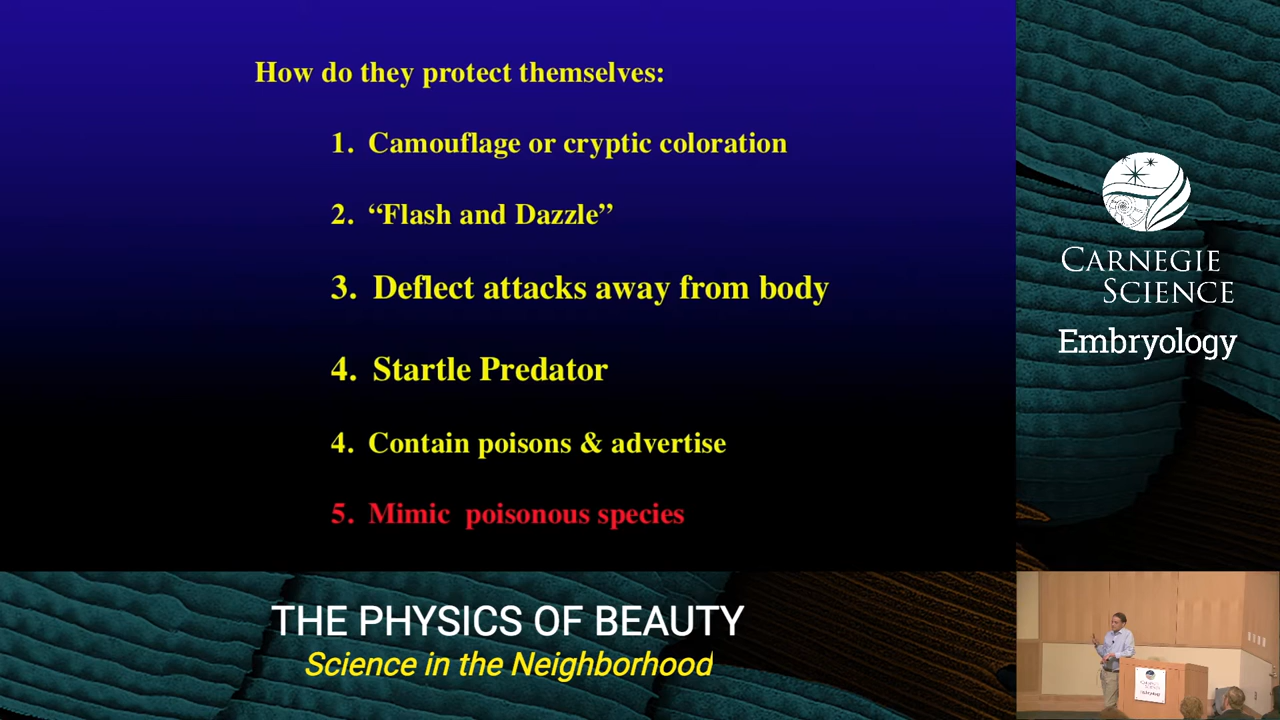 How do they protect themselves:
1. Camouflage or cryptic coloration
2. “Flash and Dazzle”
3. Deflect attacks away from body
4. Startle Predator
4. Contain poisons & advertise
5. Mimic poisonous species
CARNEGIE
SCIENCE
Embryology
THE PHYSICS OF BEAUTY
Science in the Neighborhood